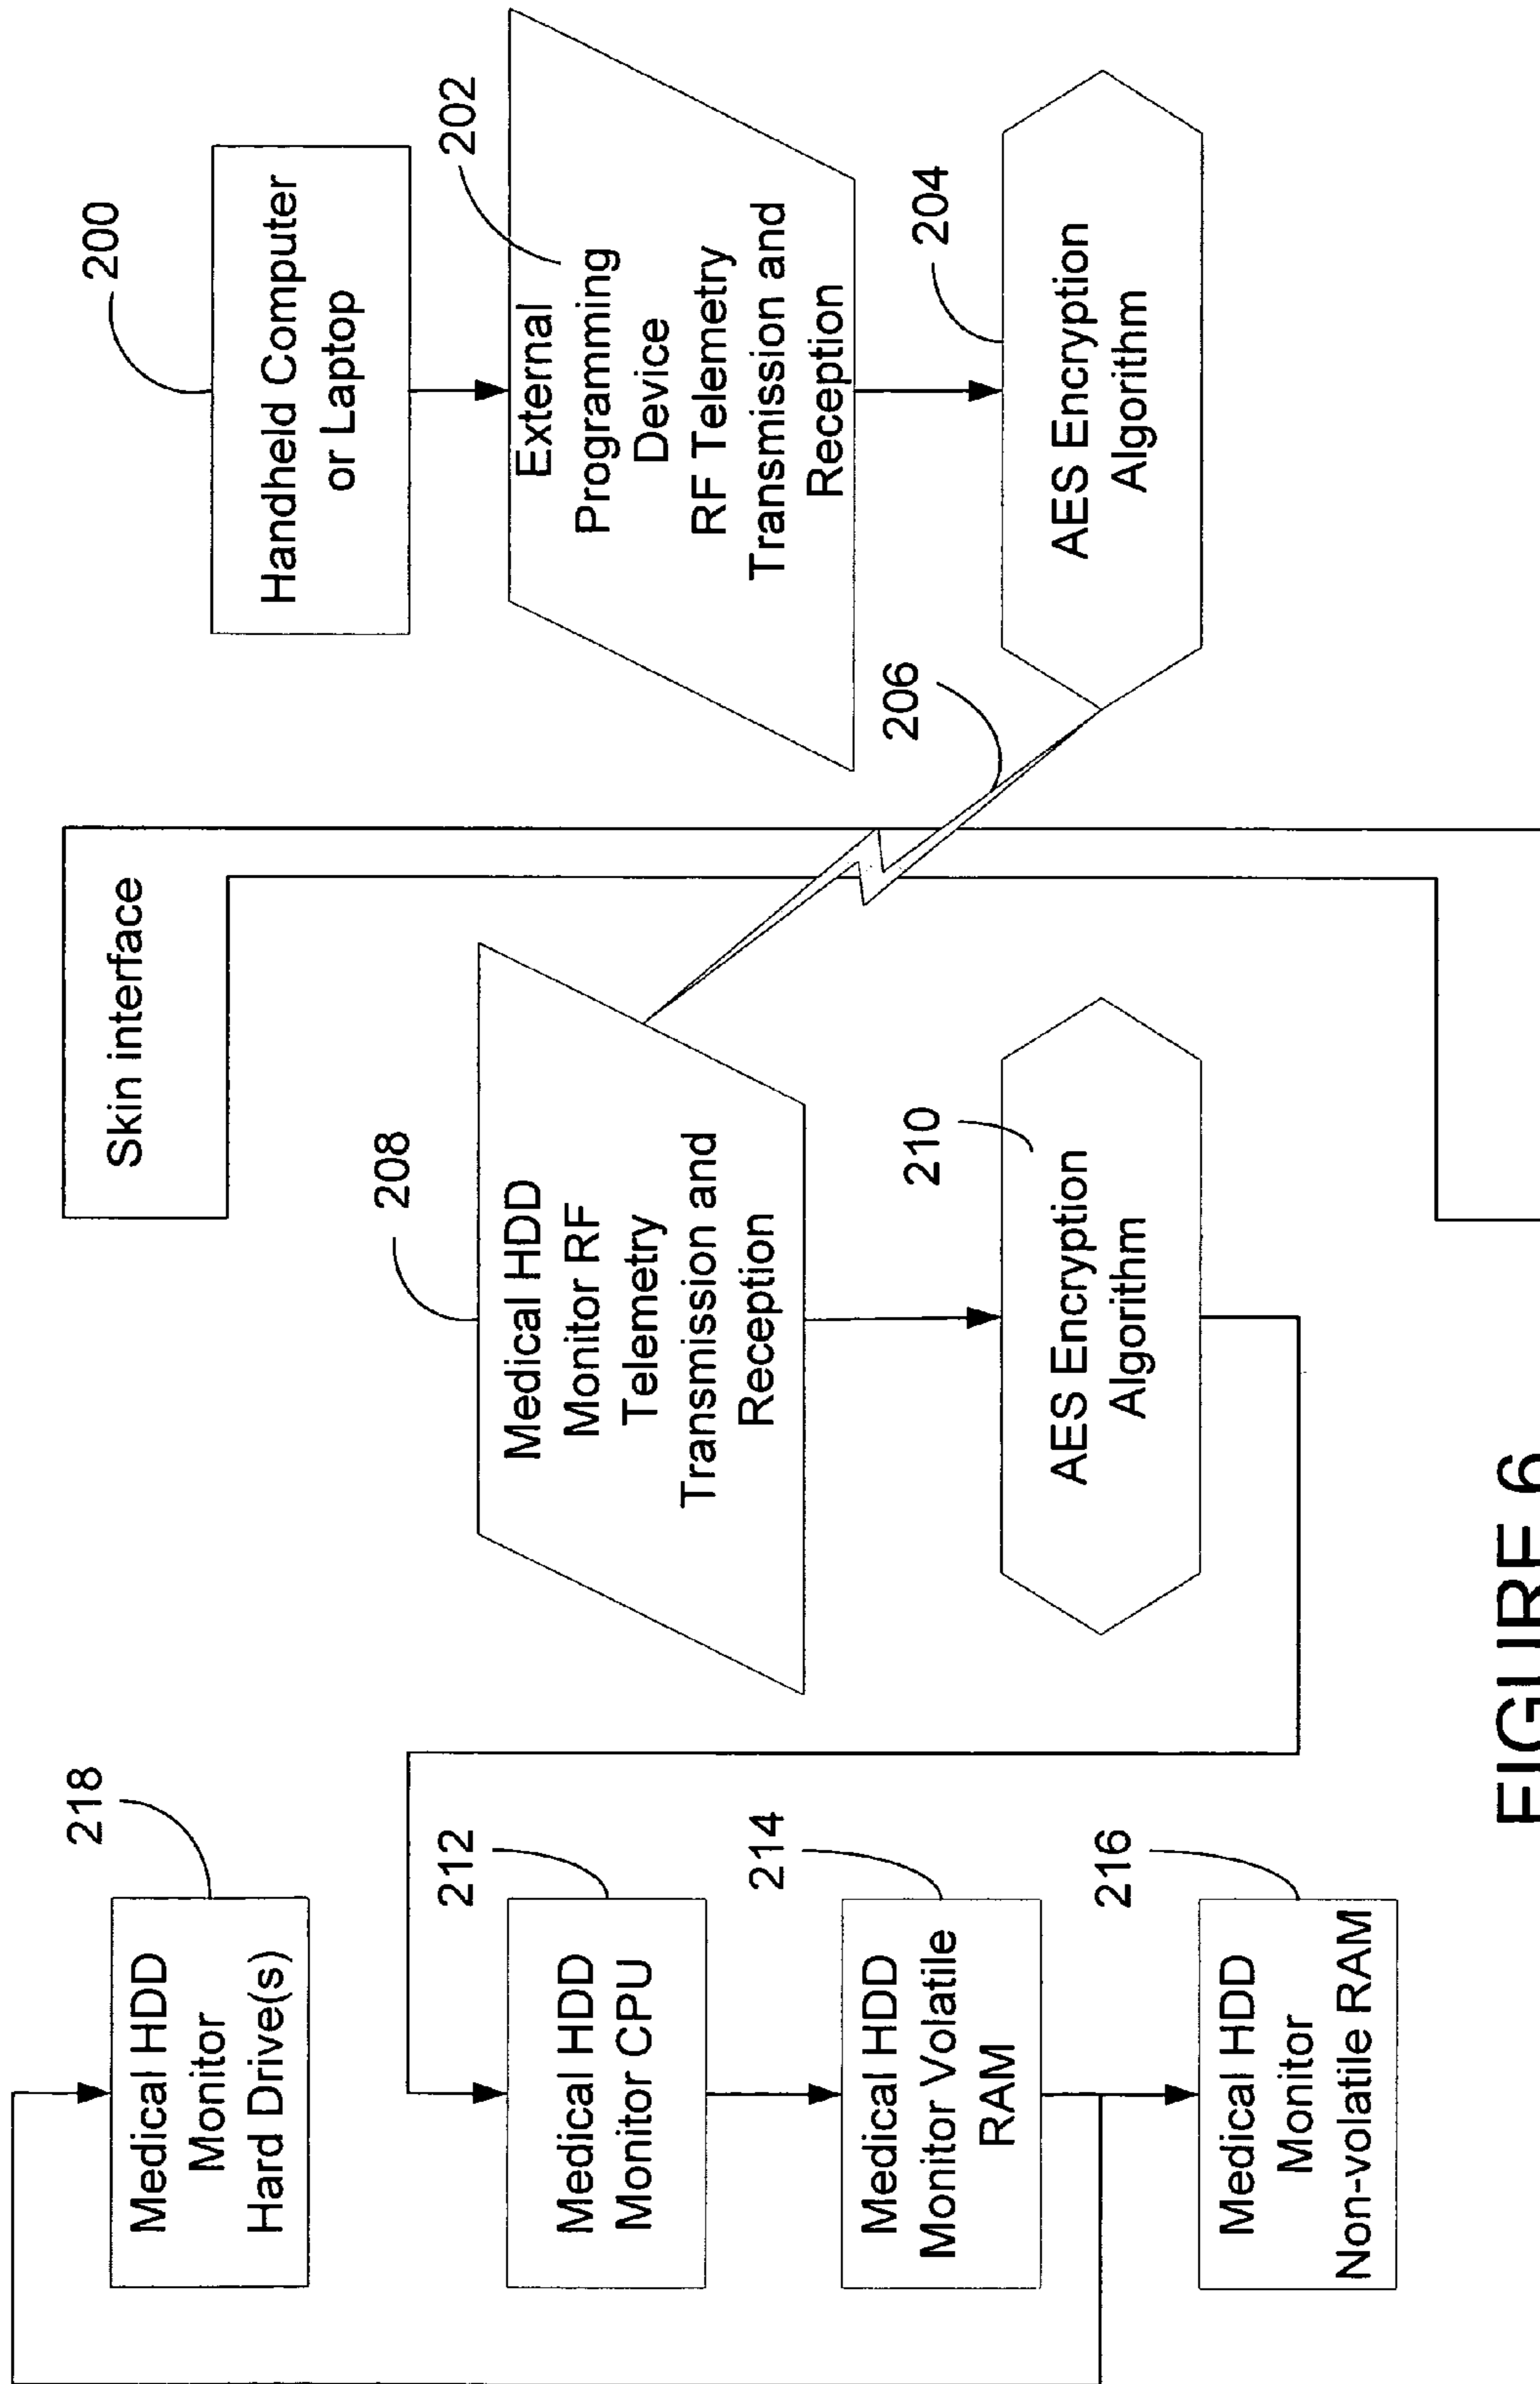 218
Medical HDD
Monitor
Hard Drive(s)
212
Medical HDD
Monitor CPU
214
Medical HDD
Monitor Volatile
RAM
216
Medical HDD
Monitor
Non-volatile RAM
208
Medical HDD
Monitor RF
Telemetry
Transmission and
Reception
210
AES Encryption
Algorithm
Skin interface
206
200
Handheld Computer
or Laptop
202
External
Programming
Device
RF Telemetry
Transmission and
Reception
204
AES Encryption
Algorithm
FIGURE 6